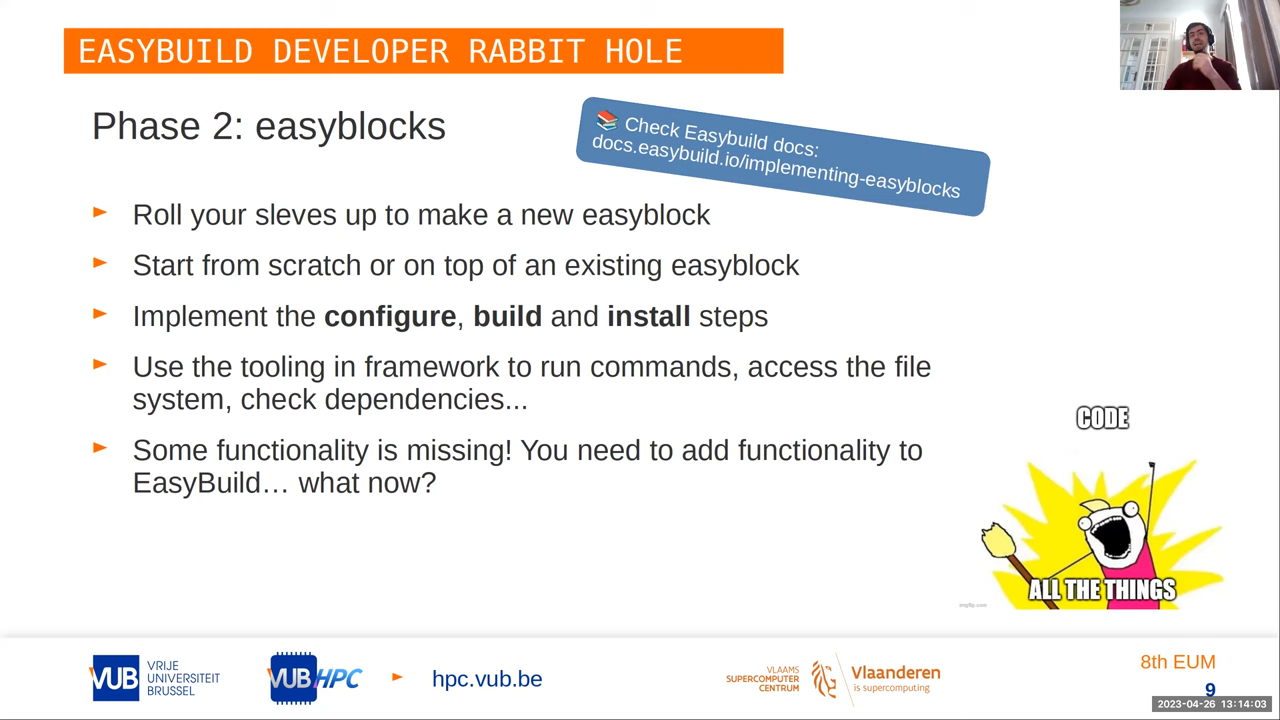 EASYBUILD DEVELOPER RABBIT HOLE
Phase 2: easyblocks
📚 Check Easybuild docs:
docs.easybuild.io/implementing-easyblocks
► Roll your sleves up to make a new easyblock
► Start from scratch or on top of an existing easyblock
► Implement the configure, build and install steps
► Use the tooling in framework to run commands, access the file
system, check dependencies...
► Some functionality is missing! You need to add functionality to
EasyBuild… what now?
CODE
ALL THE THINGS
imgflip.com
VUB
VRIJE
UNIVERSITEIT
BRUSSEL
VUB HPC
► hpc.vub.be
VLAAMS
SUPERCOMPUTER
CENTRUM
Vlaanderen
is supercomputing
8th EUM
9
2023-04-26 13:14:03